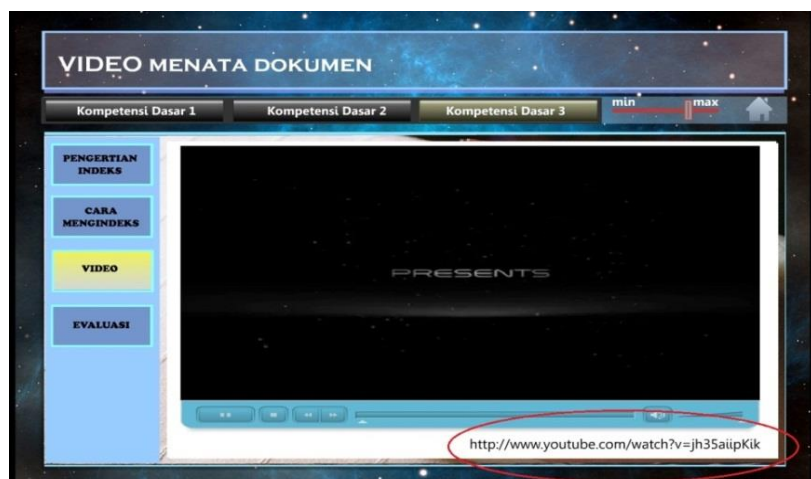 VIDEO MENATA DOKUMEN
Kompetensi Dasar 1 Kompetensi Dasar 2 Kompetensi Dasar 3 min max
PENGERTIAN
INDEKS
CARA
MENGINDEKS
VIDEO
EVALUASI
PRESENTS
http://www.youtube.com/watch?v=jh35aiipKik